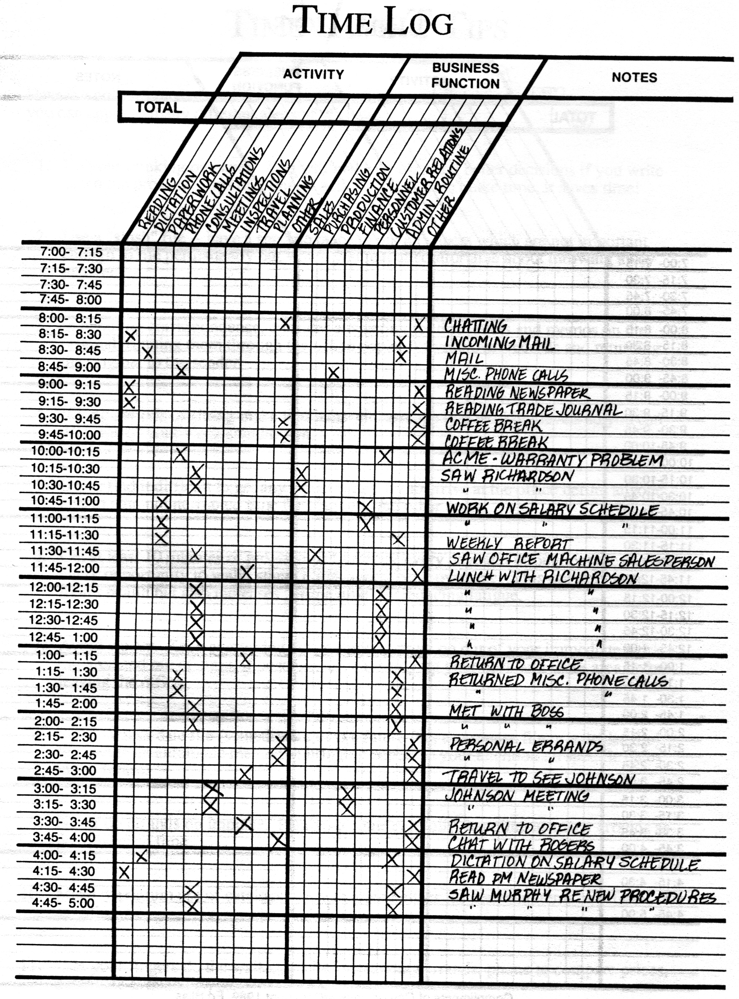 TIME LOG
ACTIVITY
BUSINESS
FUNCTION
NOTES
TOTAL
READING
DICTATION
PAPERWORK
PHONE CALLS
CONSULTATIONS
MEETINGS
INSPECTIONS
TRAVEL
PLANNING
OTHER
SALES
PURCHASING
PRODUCTION
FINANCE
PERSONNEL
CUSTOMER RELATIONS
ADMIN. ROUTINE
OTHER
7:00- 7:15
7:15- 7:30
7:30- 7:45
7:45- 8:00
8:00- 8:15 X X CHATTING
8:15- 8:30 X X INCOMING MAIL
8:30- 8:45 X X MAIL
8:45- 9:00 X X MISC. PHONE CALLS
9:00- 9:15 X X READING NEWSPAPER
9:15- 9:30 X X READING TRADE JOURNAL
9:30- 9:45 X X COFFEE BREAK
9:45-10:00 X X COFFEE BREAK
10:00-10:15 X X ACME - WARRANTY PROBLEM
10:15-10:30 X X SAW RICHARDSON
10:30-10:45 X X " "
10:45-11:00 X X WORK ON SALARY SCHEDULE
11:00-11:15 X X " " "
11:15-11:30 X X WEEKLY REPORT
11:30-11:45 X X SAW OFFICE MACHINE SALESPERSON
11:45-12:00 X X LUNCH WITH RICHARDSON
12:00-12:15 X X " "
12:15-12:30 X X " "
12:30-12:45 X X " "
12:45- 1:00 X X " "
1:00- 1:15 X X RETURN TO OFFICE
1:15- 1:30 X X RETURNED MISC. PHONE CALLS
1:30- 1:45 X X " "
1:45- 2:00 X X MET WITH BOSS
2:00- 2:15 X X " " "
2:15- 2:30 X X PERSONAL ERRANDS
2:30- 2:45 X X " "
2:45- 3:00 X X TRAVEL TO SEE JOHNSON
3:00- 3:15 X X JOHNSON MEETING
3:15- 3:30 X X " "
3:30- 3:45 X X RETURN TO OFFICE
3:45- 4:00 X X CHAT WITH ROGERS
4:00- 4:15 X X DICTATION ON SALARY SCHEDULE
4:15- 4:30 X X READ PM NEWSPAPER
4:30- 4:45 X X SAW MURPHY RE NEW PROCEDURES
4:45- 5:00 X X " " " "